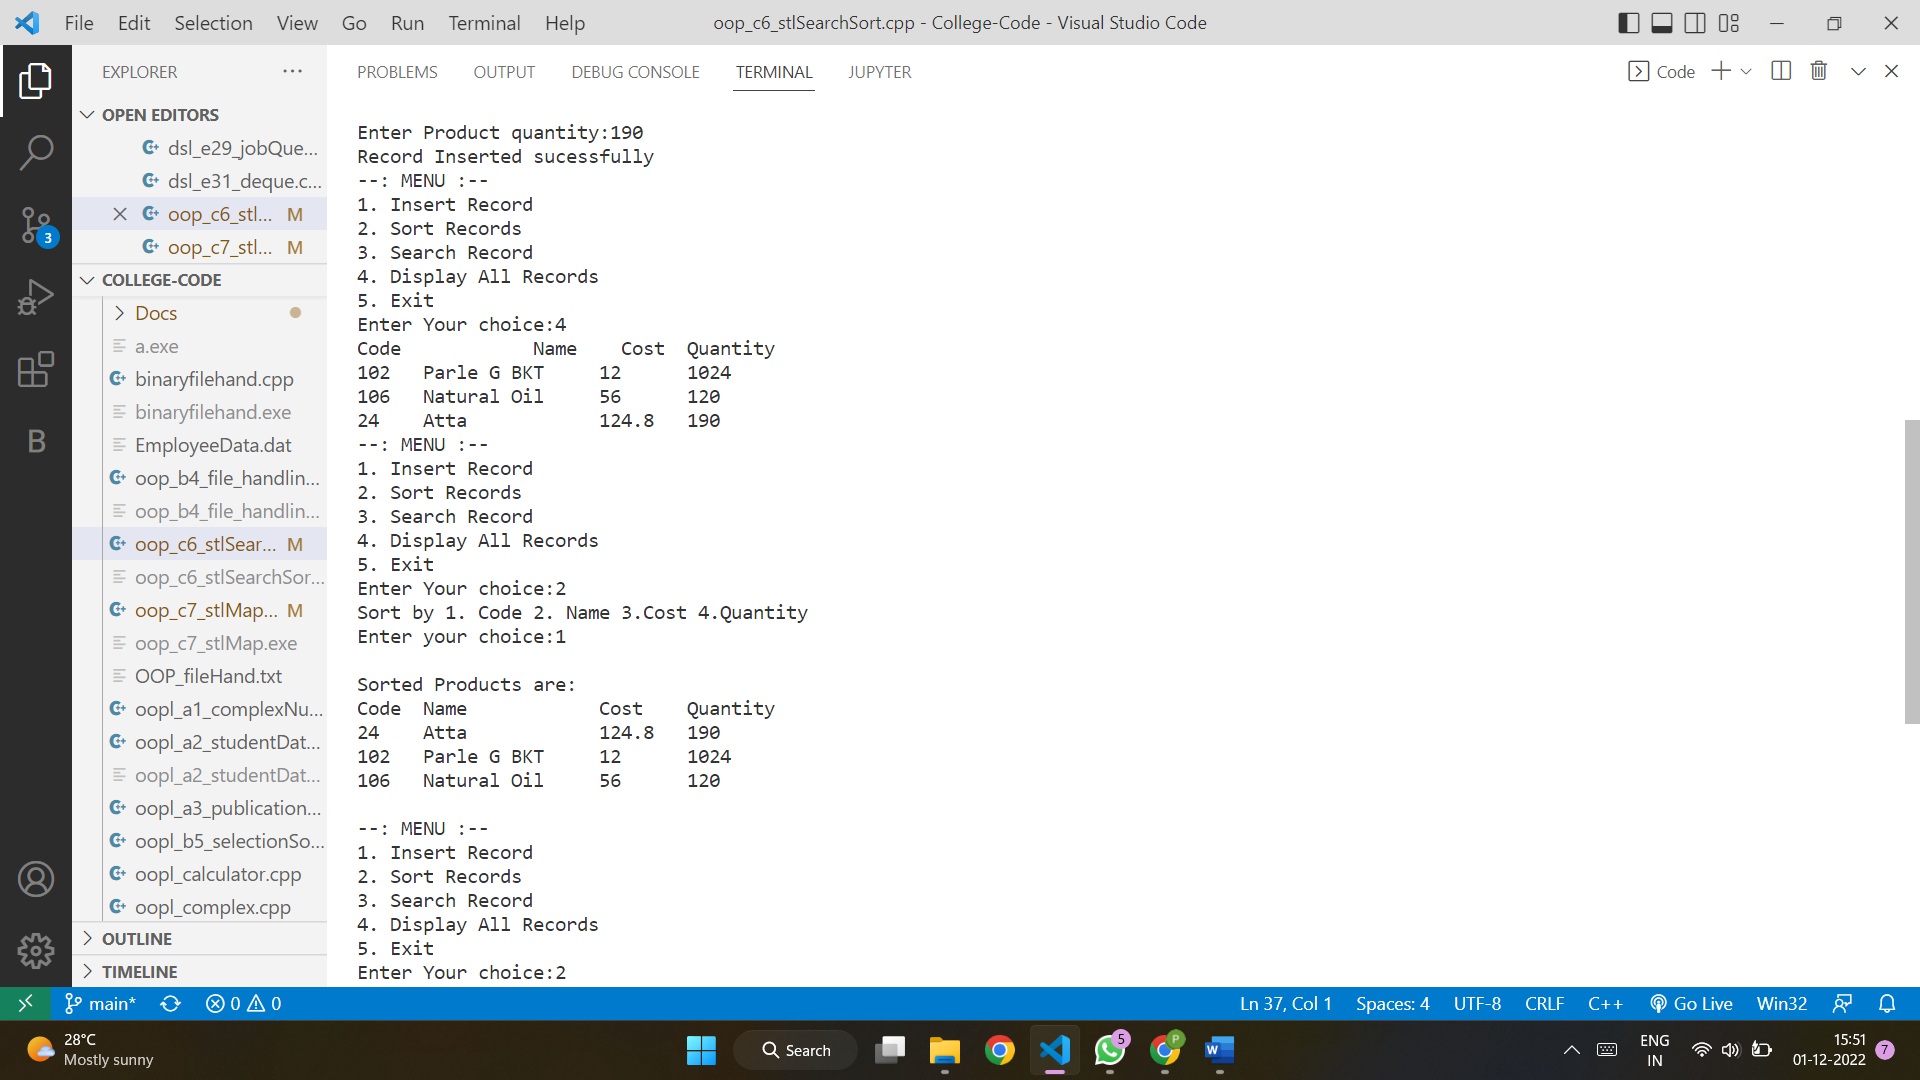 File Edit Selection View Go Run Terminal Help
oop_c6_stlSearchSort.cpp - College-Code - Visual Studio Code
EXPLORER
OPEN EDITORS
dsl_e29_jobQue...
dsl_e31_deque.c...
oop_c6_stl... M
oop_c7_stl... M
3
COLLEGE-CODE
Docs
a.exe
binaryfilehand.cpp
binaryfilehand.exe
EmployeeData.dat
oop_b4_file_handlin...
oop_b4_file_handlin...
oop_c6_stlSear... M
oop_c6_stlSearchSor...
oop_c7_stlMap... M
oop_c7_stlMap.exe
OOP_fileHand.txt
oopl_a1_complexNu...
oopl_a2_studentDat...
oopl_a2_studentDat...
oopl_a3_publication...
oopl_b5_selectionSo...
oopl_calculator.cpp
oopl_complex.cpp
OUTLINE
TIMELINE
B
PROBLEMS OUTPUT DEBUG CONSOLE TERMINAL JUPYTER
Code
Enter Product quantity:190
Record Inserted sucessfully
--: MENU :--
1. Insert Record
2. Sort Records
3. Search Record
4. Display All Records
5. Exit
Enter Your choice:4
Code Name Cost Quantity
102 Parle G BKT 12 1024
106 Natural Oil 56 120
24 Atta 124.8 190
--: MENU :--
1. Insert Record
2. Sort Records
3. Search Record
4. Display All Records
5. Exit
Enter Your choice:2
Sort by 1. Code 2. Name 3.Cost 4.Quantity
Enter your choice:1
Sorted Products are:
Code Name Cost Quantity
24 Atta 124.8 190
102 Parle G BKT 12 1024
106 Natural Oil 56 120
--: MENU :--
1. Insert Record
2. Sort Records
3. Search Record
4. Display All Records
5. Exit
Enter Your choice:2
main* 0 0
Ln 37, Col 1 Spaces: 4 UTF-8 CRLF C++ Go Live Win32
28°C
Mostly sunny
Search
5
P
W
ENG
IN
15:51
01-12-2022
7